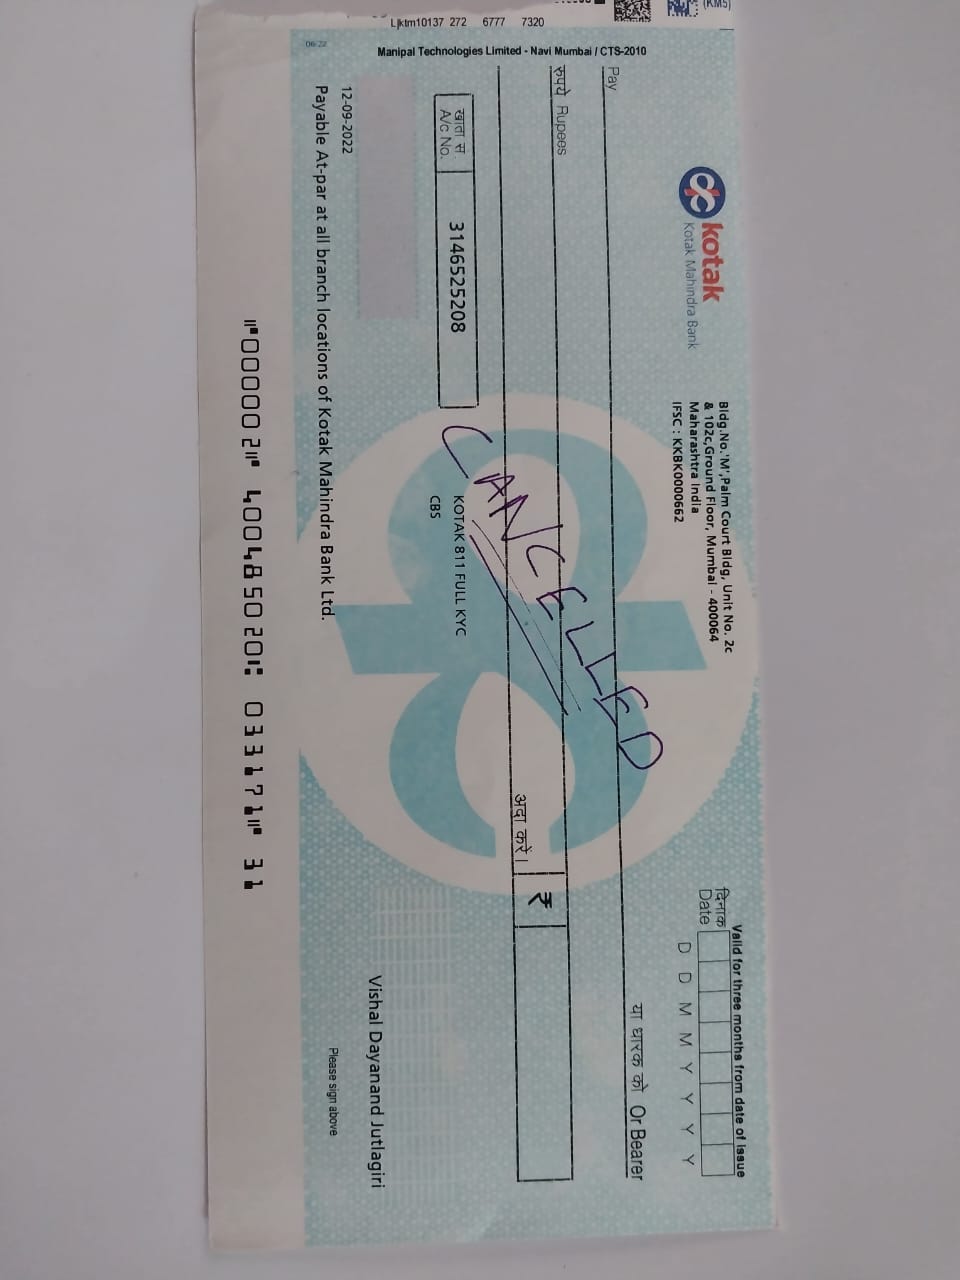 (KM5)
Ljktm10137 272 6777 7320
Manipal Technologies Limited - Navi Mumbai / CTS-2010
kotak
Kotak Mahindra Bank
Bldg.No.'M',Palm Court Bldg, Unit No. 2c
& 102c,Ground Floor, Mumbai - 400064
Maharashtra India
IFSC : KKBK0000662
Valid for three months from date of issue
दिनांक
Date
D D M M Y Y Y Y
Pay
या धारक को Or Bearer
रुपये Rupees
CANCELLED
अदा करें।
₹
खाता सं.
A/c No.
3146525208
KOTAK 811 FULL KYC
CBS
12-09-2022
06-22
Payable At-par at all branch locations of Kotak Mahindra Bank Ltd.
Vishal Dayanand Jutlagiri
Please sign above
⑈000002⑈ 400485020⑆ 033171⑈ 31